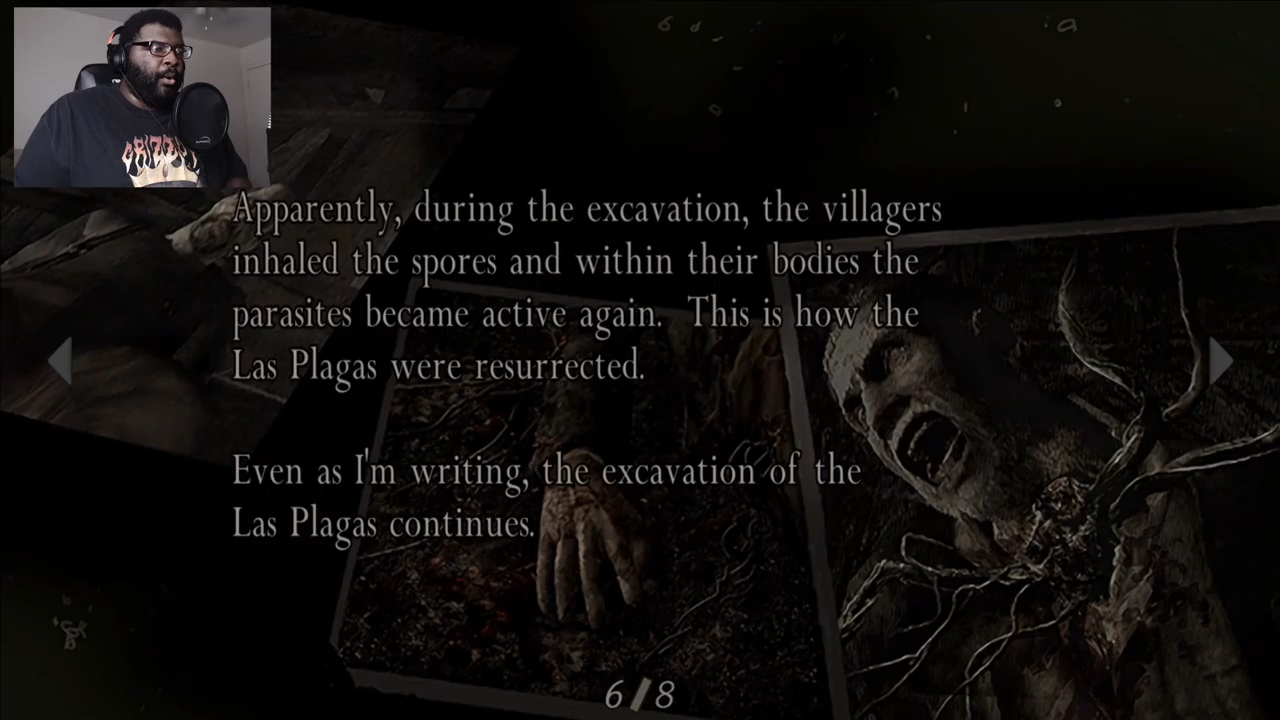 Apparently, during the excavation, the villagers
inhaled the spores and within their bodies the
parasites became active again. This is how the
Las Plagas were resurrected.
Even as I'm writing, the excavation of the
Las Plagas continues.
6/8